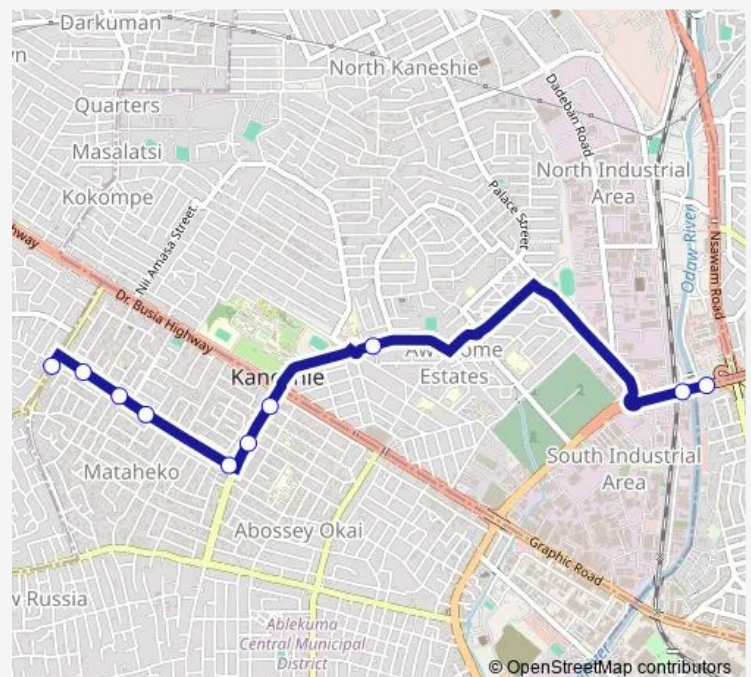 Darkuman
North Kaneshie
Quarters
Dadeban Road
Masalatsi
North Industrial
Area
Kokompe
Palace Street
Nii Amasa Street
Odaw River
Nsawam Road
hway
Dr. Busia Highway
Estates
South Industrial
Area
Mataheko
Abossey Okai
Graphic Road
w Russia
Ablekuma
Central Municipal
District
© OpenStreetMap contributors